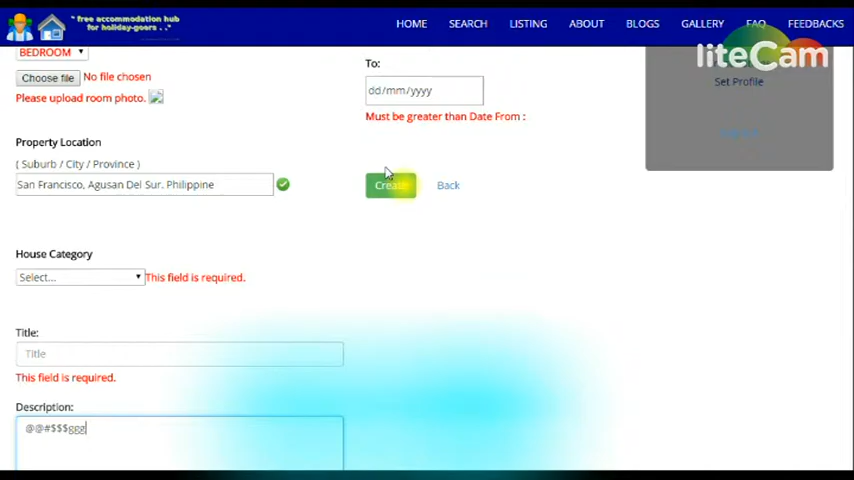 " free accommodation hub
for holiday-goers . ."
HOME SEARCH LISTING ABOUT BLOGS GALLERY FAQ FEEDBACKS
liteCam
BEDROOM
To:
Choose file No file chosen
Set Profile
dd/mm/yyyy
Please upload room photo.
Must be greater than Date From :
Property Location
( Suburb / City / Province )
San Francisco, Agusan Del Sur. Philippine
Create Back
House Category
Select... This field is required.
Title:
Title
This field is required.
Description:
@@#$$$ggg